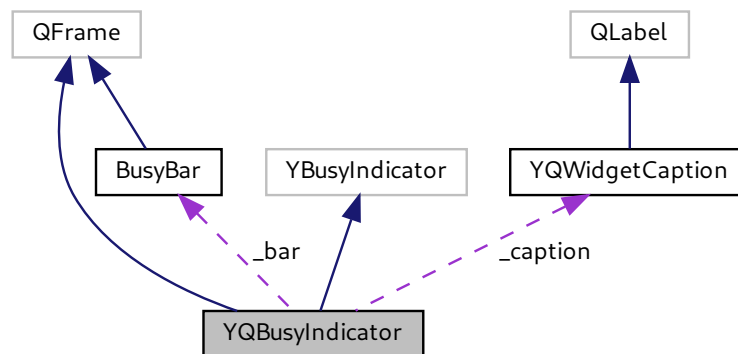 QFrame
QLabel
BusyBar
YBusyIndicator
YQWidgetCaption
_bar
_caption
YQBusyIndicator